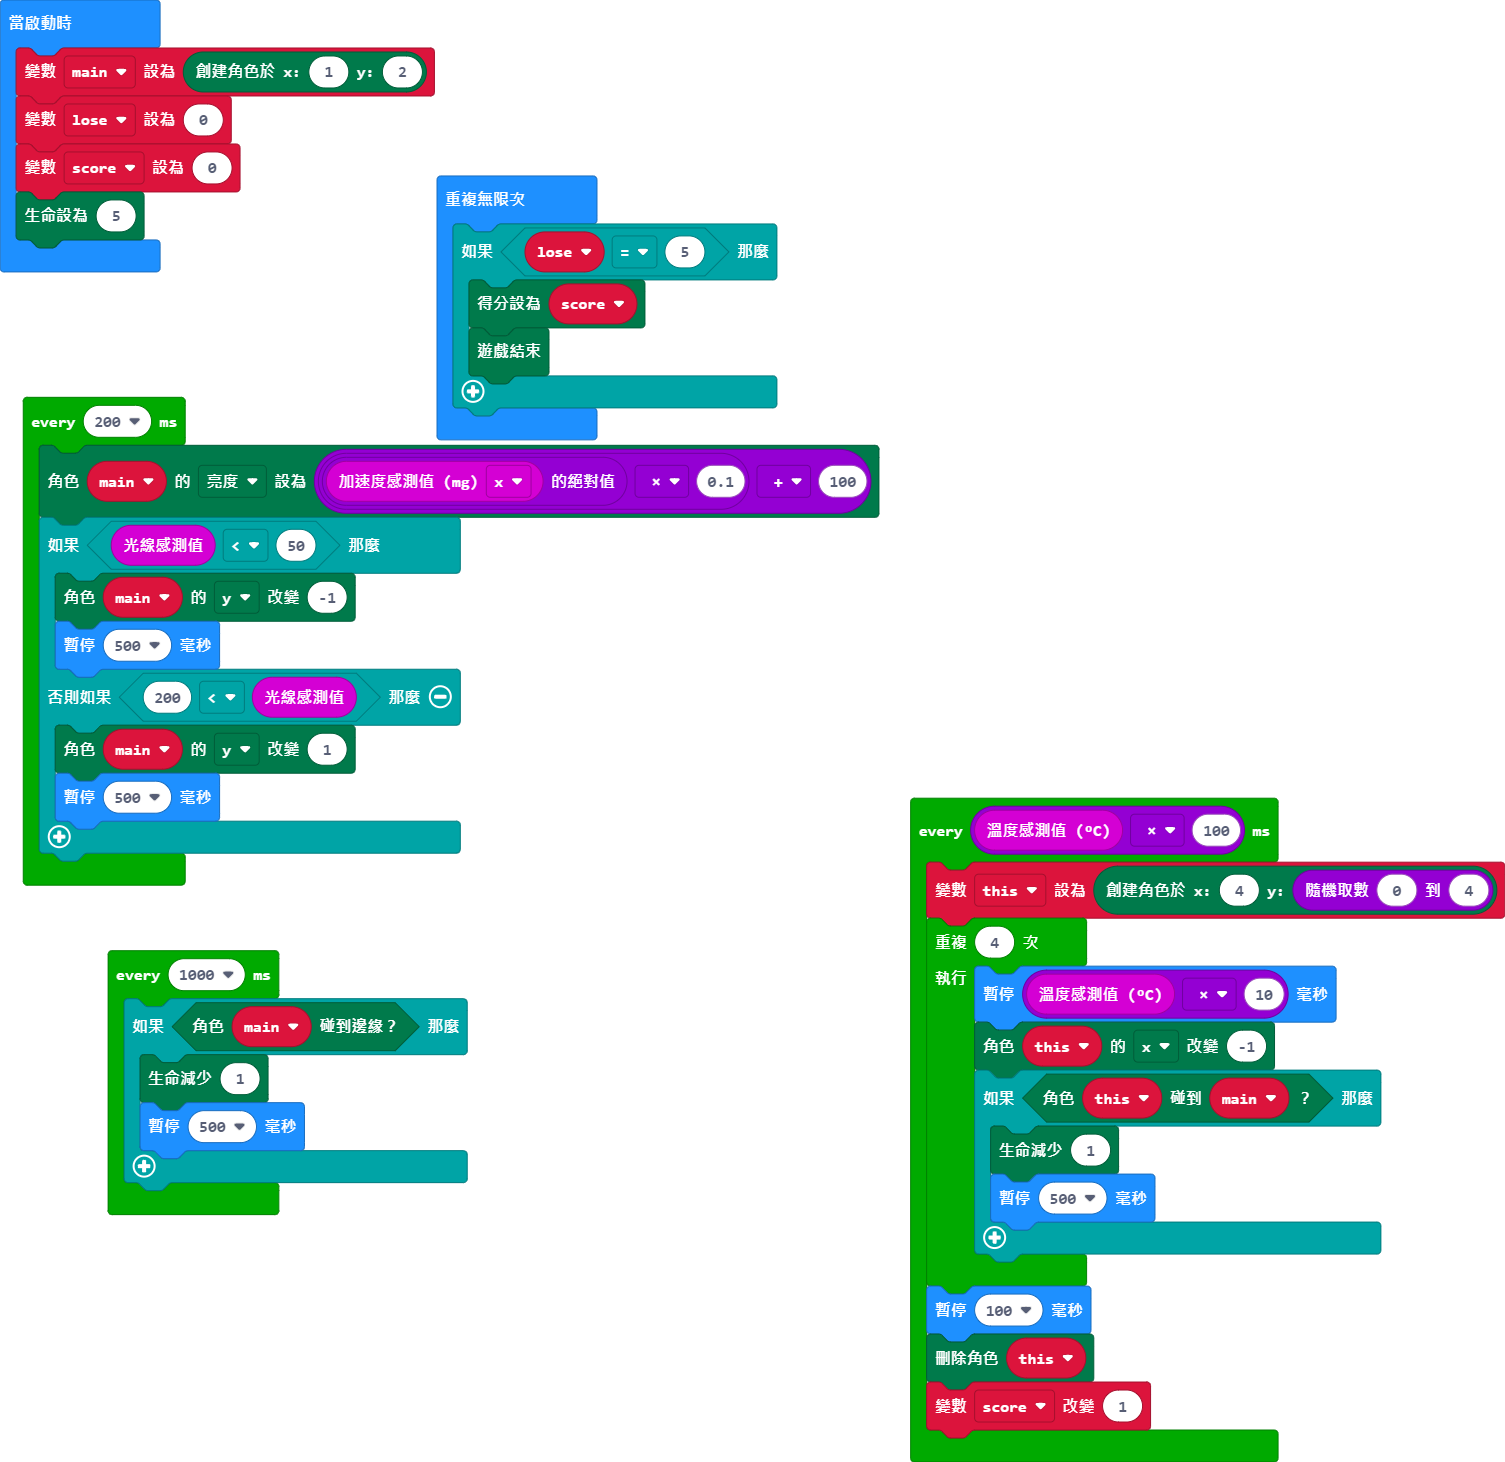 當啟動時
變數 main 設為 創建角色於 x: 1 y: 2
變數 lose 設為 0
變數 score 設為 0
生命設為 5
重複無限次
如果 lose = 5 那麼
得分設為 score
遊戲結束
every 200 ms
角色 main 的 亮度 設為 加速度感測值 (mg) x 的絕對值 × 0.1 + 100
如果 光線感測值 < 50 那麼
角色 main 的 y 改變 -1
暫停 500 毫秒
否則如果 200 < 光線感測值 那麼
角色 main 的 y 改變 1
暫停 500 毫秒
every 1000 ms
如果 角色 main 碰到邊緣？ 那麼
生命減少 1
暫停 500 毫秒
every 溫度感測值 (ºC) × 100 ms
變數 this 設為 創建角色於 x: 4 y: 隨機取數 0 到 4
重複 4 次
執行
暫停 溫度感測值 (ºC) × 10 毫秒
角色 this 的 x 改變 -1
如果 角色 this 碰到 main ？ 那麼
生命減少 1
暫停 500 毫秒
暫停 100 毫秒
刪除角色 this
變數 score 改變 1